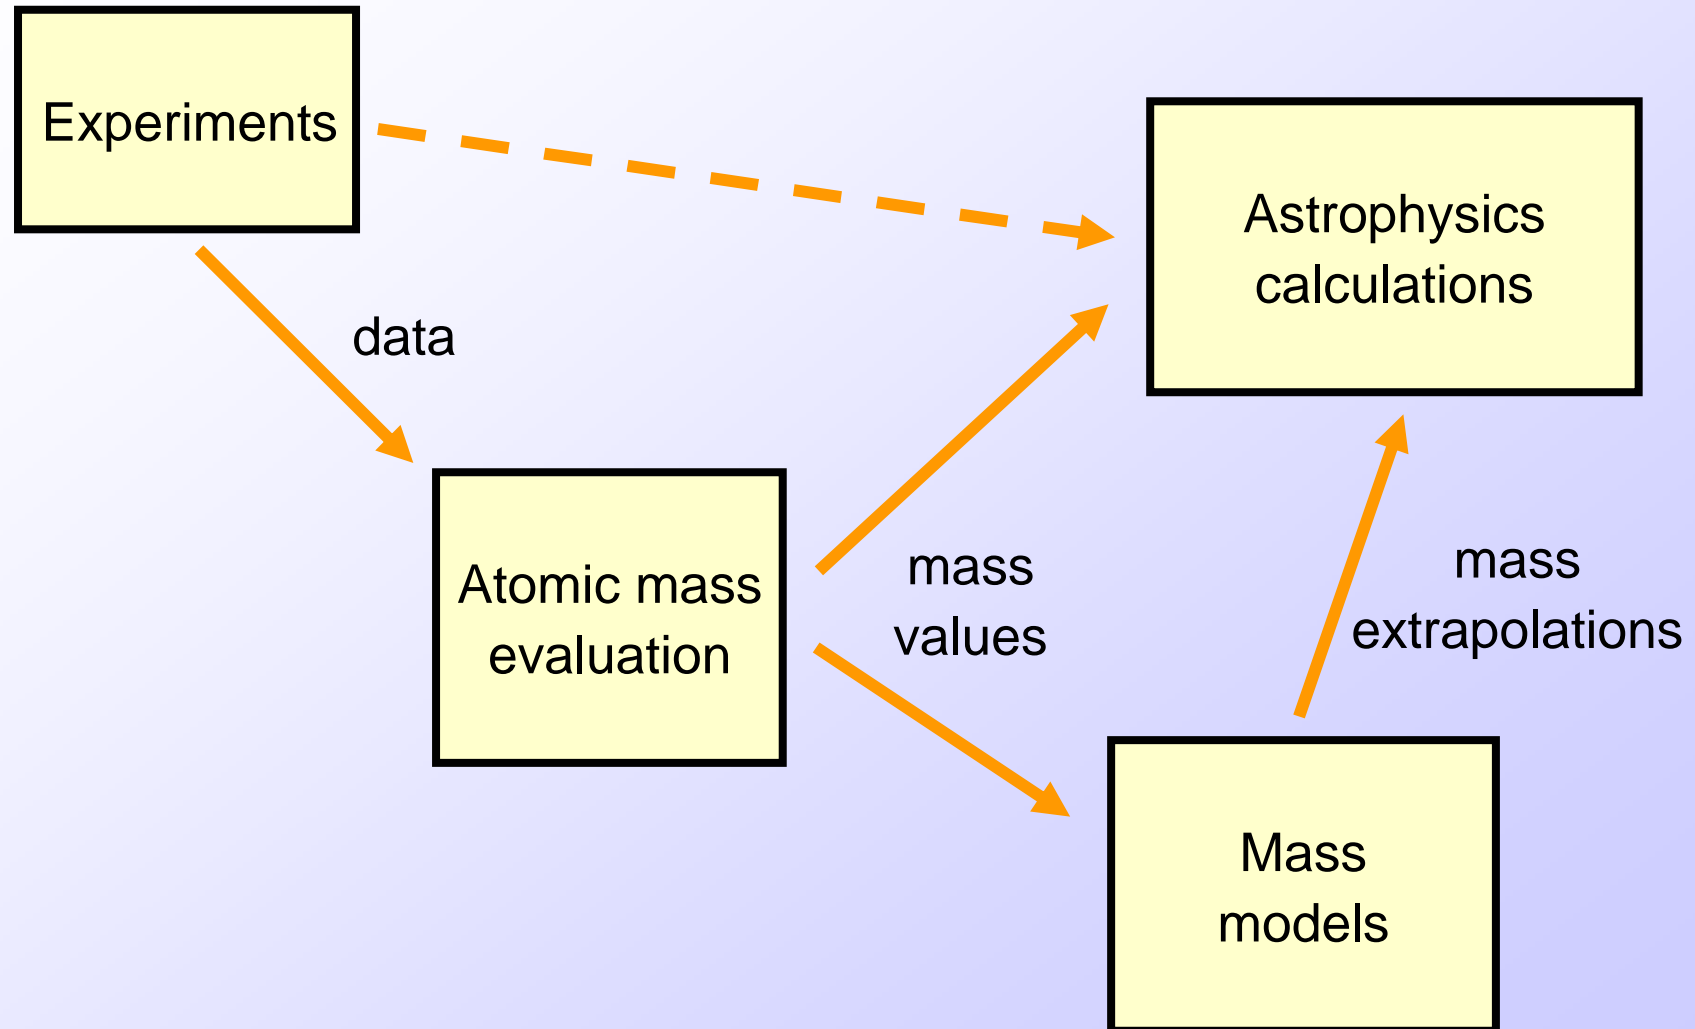 Experiments
Astrophysics
calculations
data
Atomic mass
evaluation
mass
values
mass
extrapolations
Mass
models